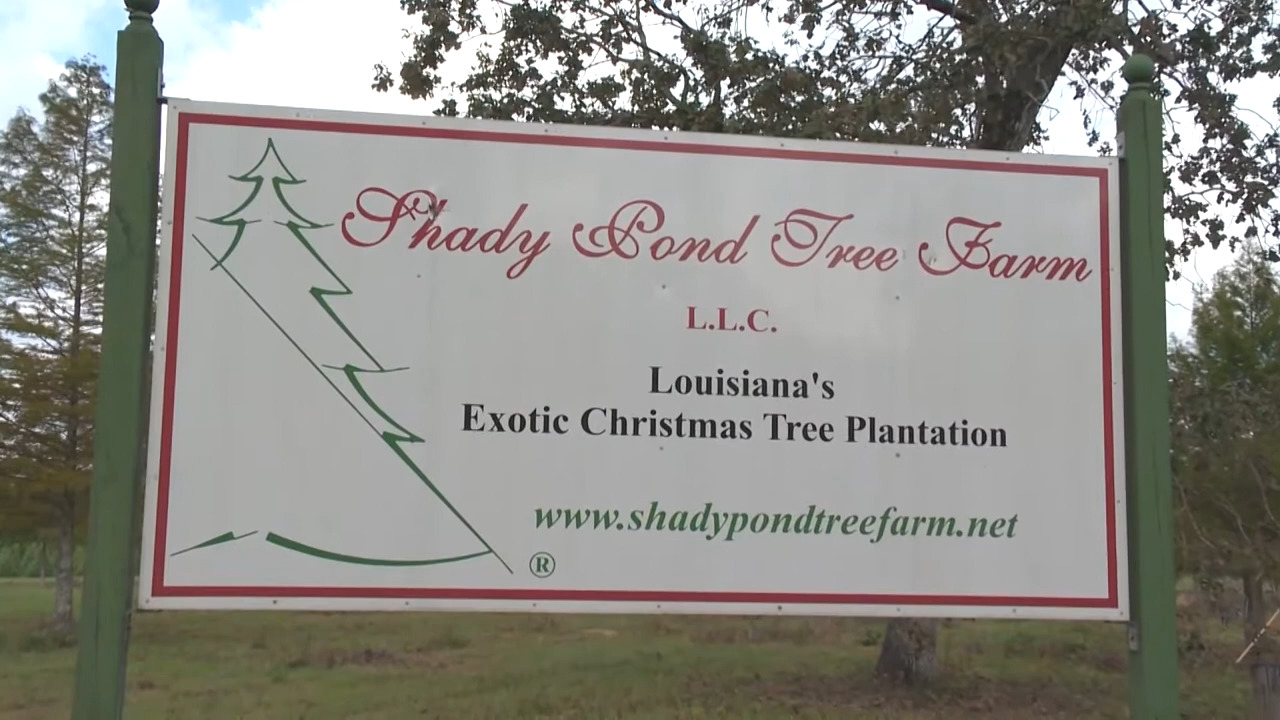 Shady Pond Tree Farm
L.L.C.
Louisiana's
Exotic Christmas Tree Plantation
www.shadypondtreefarm.net
®